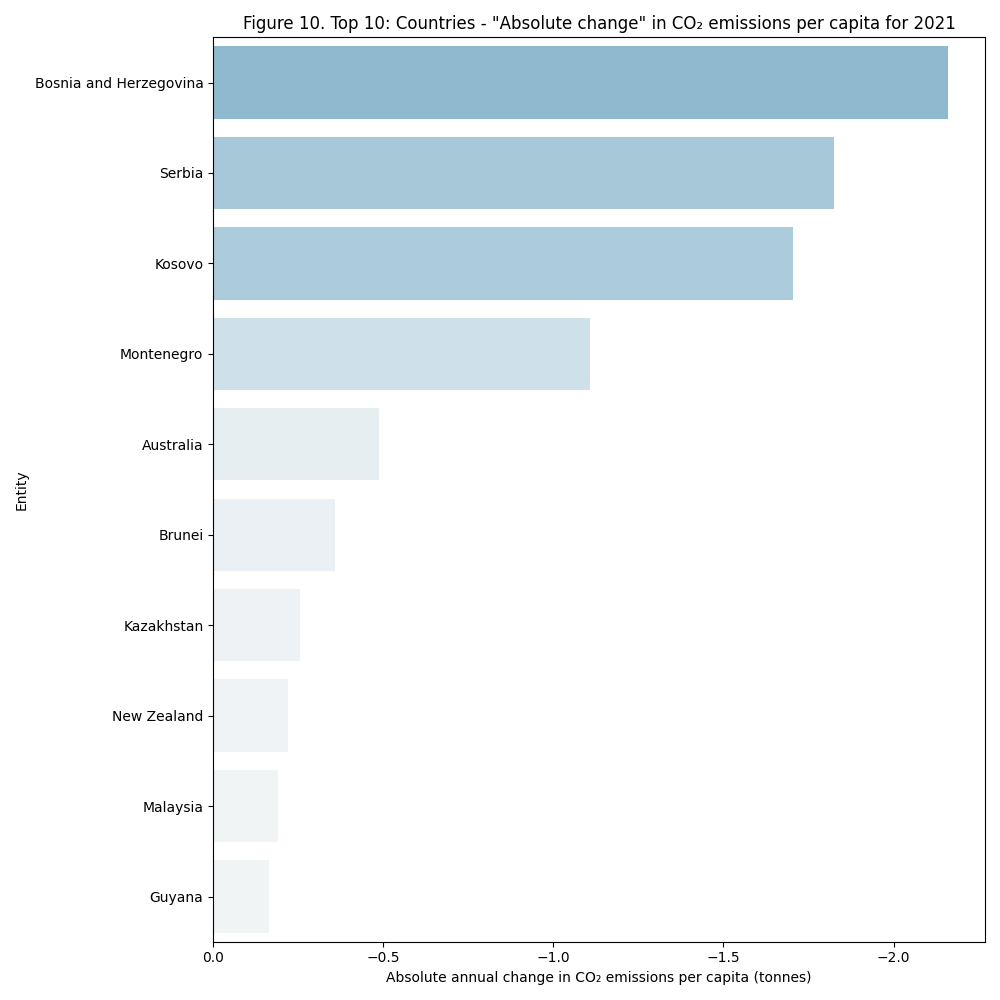 Figure 10. Top 10: Countries - "Absolute change" in CO₂ emissions per capita for 2021
Bosnia and Herzegovina
Serbia
Kosovo
Montenegro
Australia
Entity
Brunei
Kazakhstan
New Zealand
Malaysia
Guyana
0.0 −0.5 −1.0 −1.5 −2.0
Absolute annual change in CO₂ emissions per capita (tonnes)